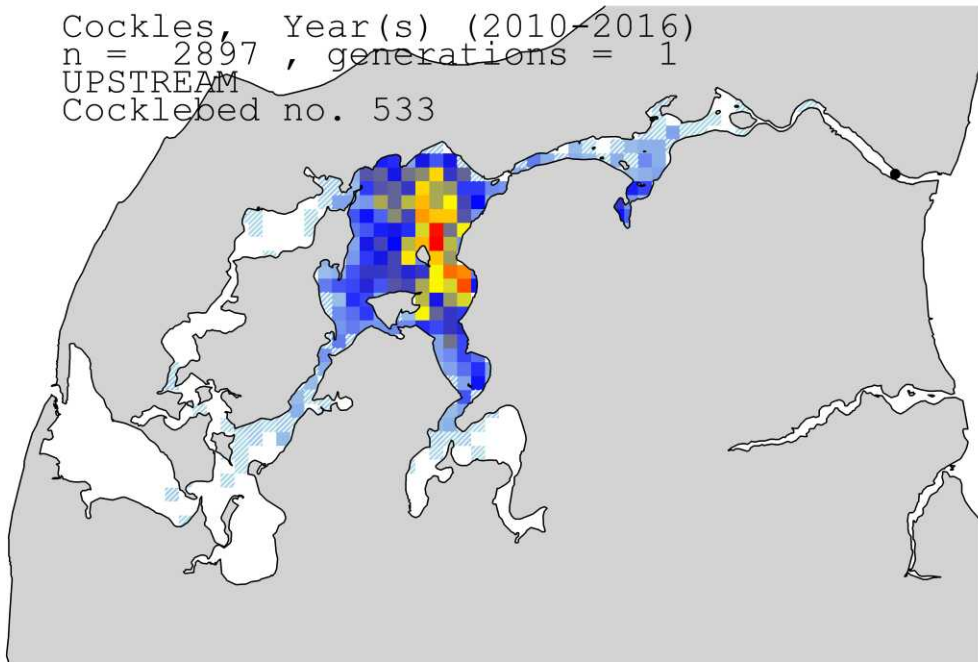 Cockles, Year(s) (2010-2016)
n = 2897 , generations = 1
UPSTREAM
Cocklebed no. 533